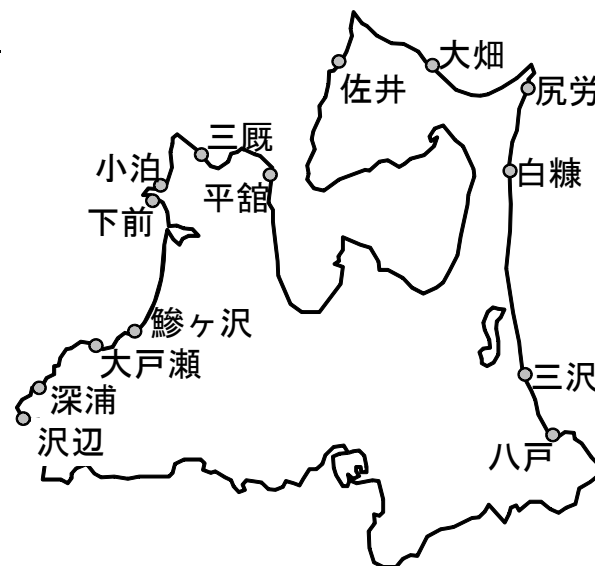 大畑
佐井
尻労
三厩
小泊
平舘
白糠
下前
鰺ヶ沢
大戸瀬
三沢
深浦
沢辺
八戸